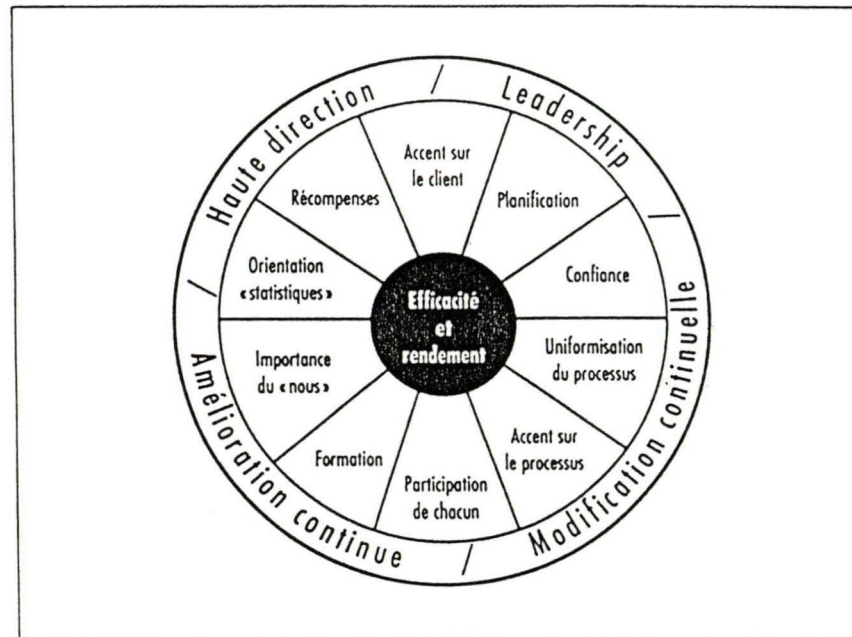 Haute direction / Leadership / Modification continuelle / Amélioration continue /
Accent sur
le client
Planification
Confiance
Uniformisation
du processus
Accent sur
le processus
Participation
de chacun
Formation
Importance
du « nous »
Orientation
« statistiques »
Récompenses
Efficacité
et
rendement